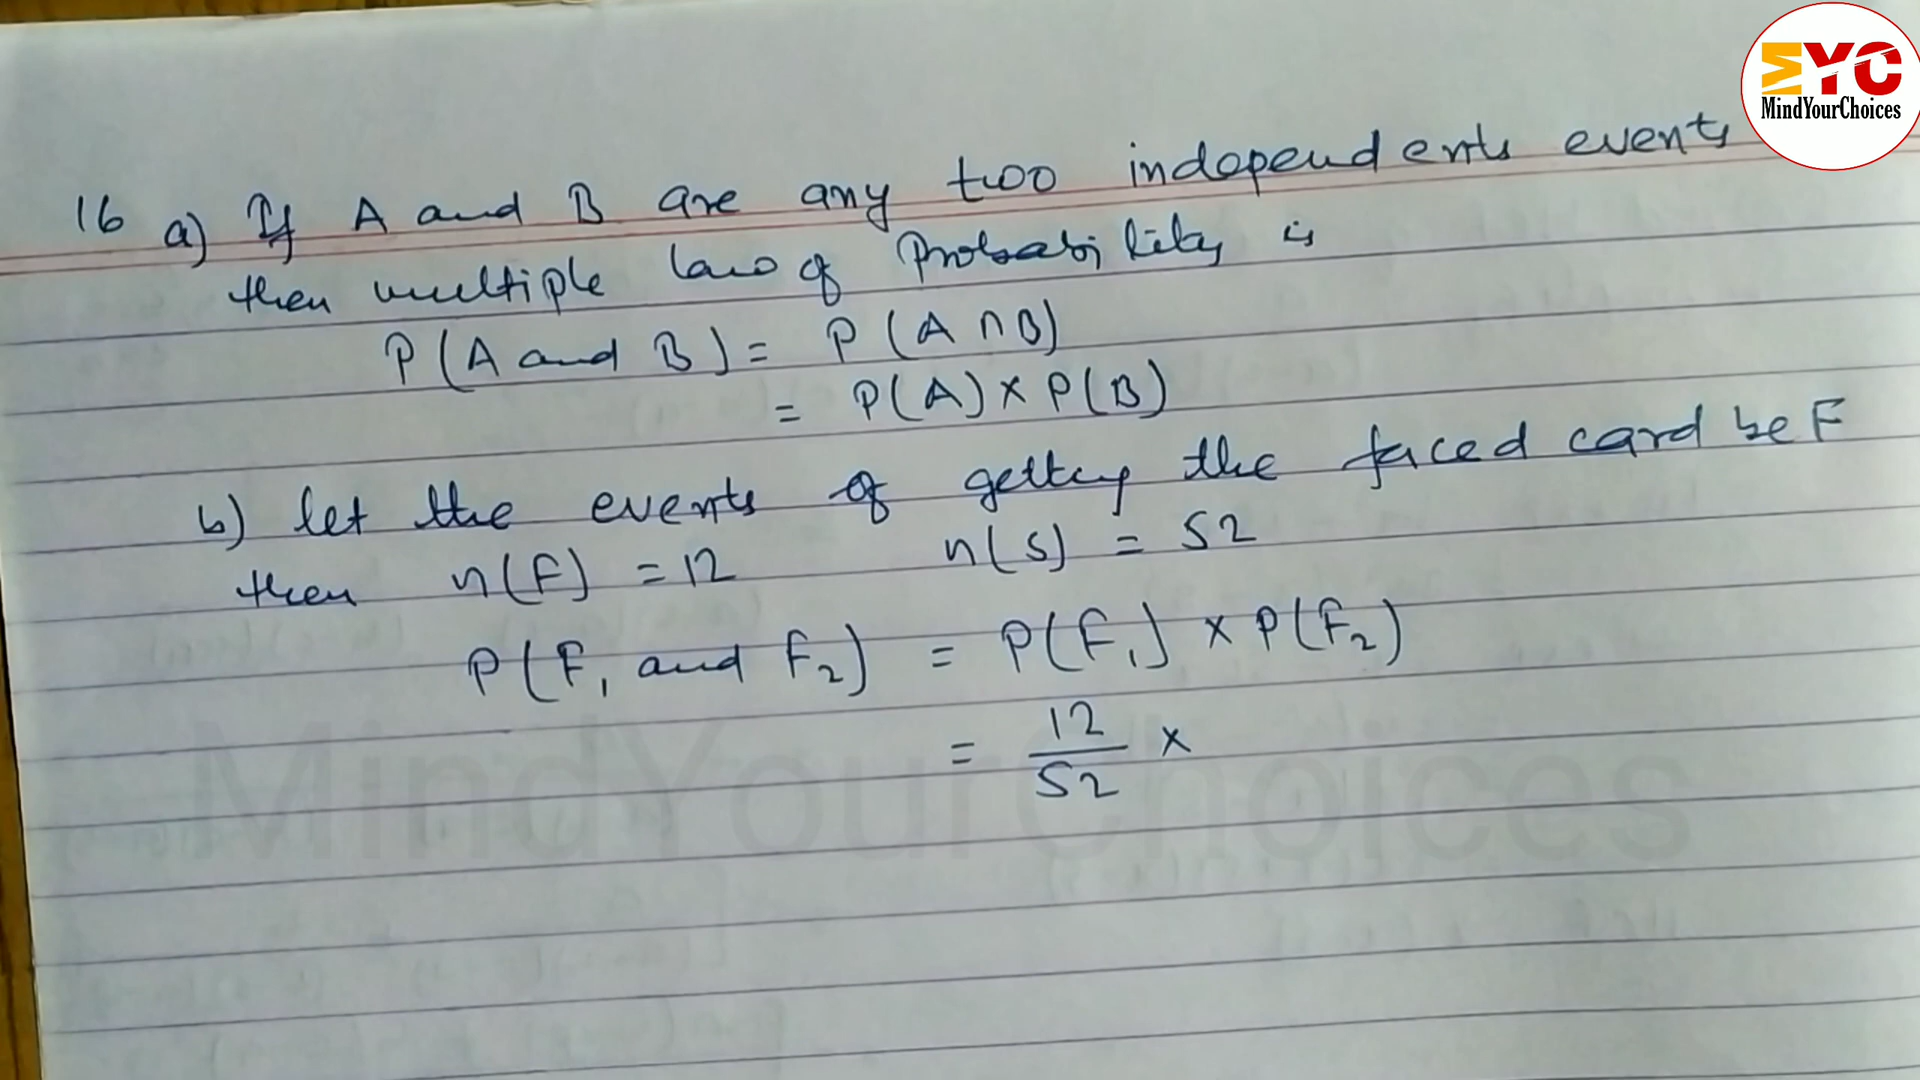 MYC
MindYourChoices
16 a) If A and B are any two independents events
then multiple law of Probability is
P(A and B) = P(A ∩ B)
= P(A) × P(B)
b) let the events of getting the faced card be F
then n(F) = 12 n(S) = 52
P(F₁ and F₂) = P(F₁) × P(F₂)
= 12/52 ×
MindYourChoices